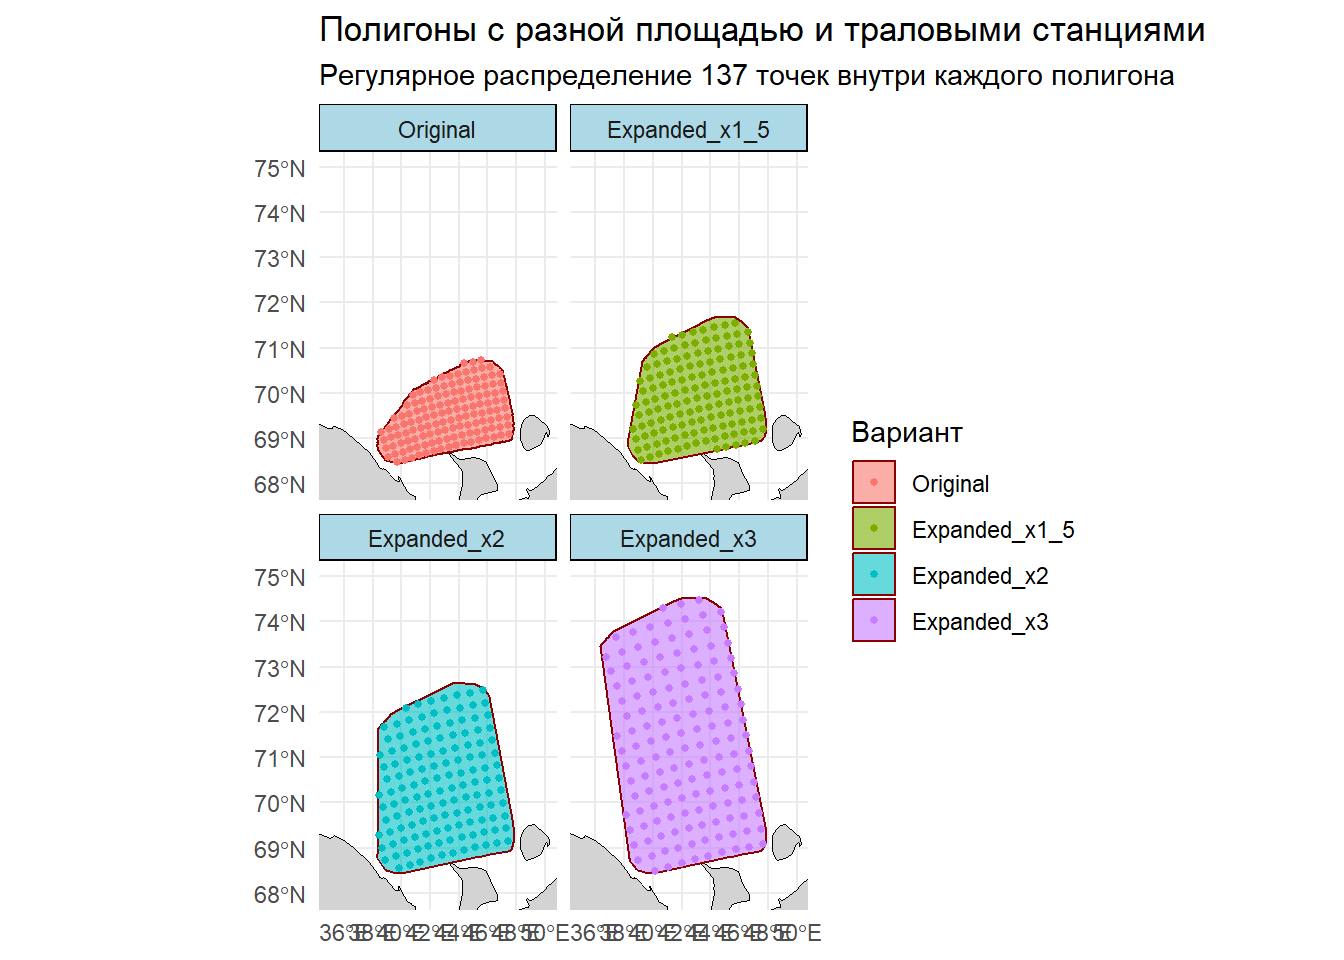 Полигоны с разной площадью и траловыми станциями
Регулярное распределение 137 точек внутри каждого полигона
Original
Expanded_x1_5
75°N
74°N
73°N
72°N
71°N
70°N
69°N
68°N
Expanded_x2
Expanded_x3
75°N
74°N
73°N
72°N
71°N
70°N
69°N
68°N
36°E 38°E 40°E 42°E 44°E 46°E 48°E 50°E 36°E 38°E 40°E 42°E 44°E 46°E 48°E 50°E
Вариант
Original
Expanded_x1_5
Expanded_x2
Expanded_x3